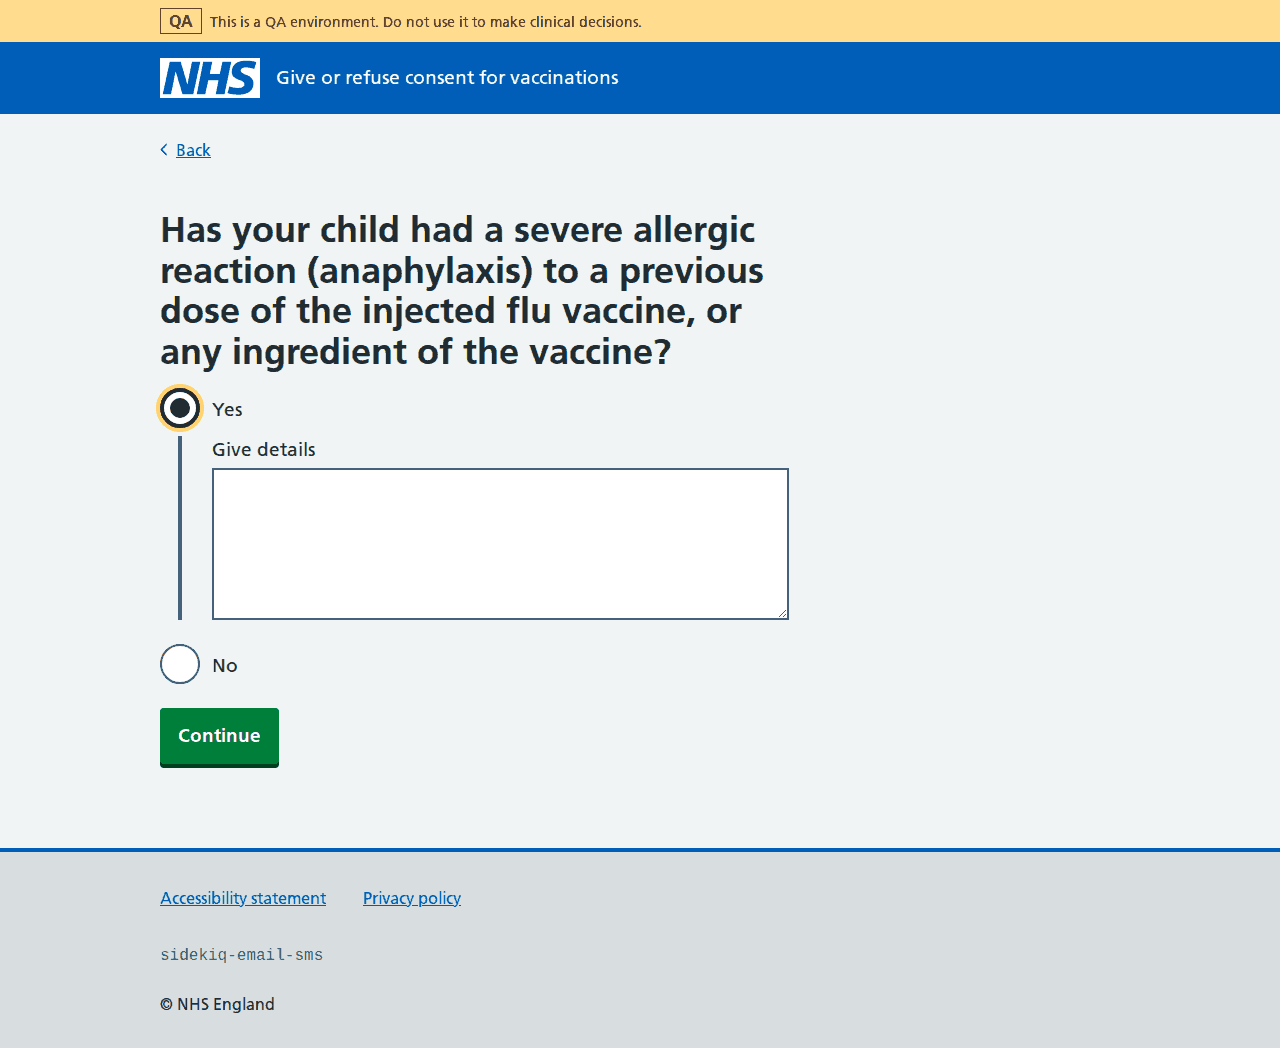 QA This is a QA environment. Do not use it to make clinical decisions.
NHS Give or refuse consent for vaccinations
Back
Has your child had a severe allergic
reaction (anaphylaxis) to a previous
dose of the injected flu vaccine, or
any ingredient of the vaccine?
Yes
Give details
No
Continue
Accessibility statement Privacy policy
sidekiq-email-sms
© NHS England